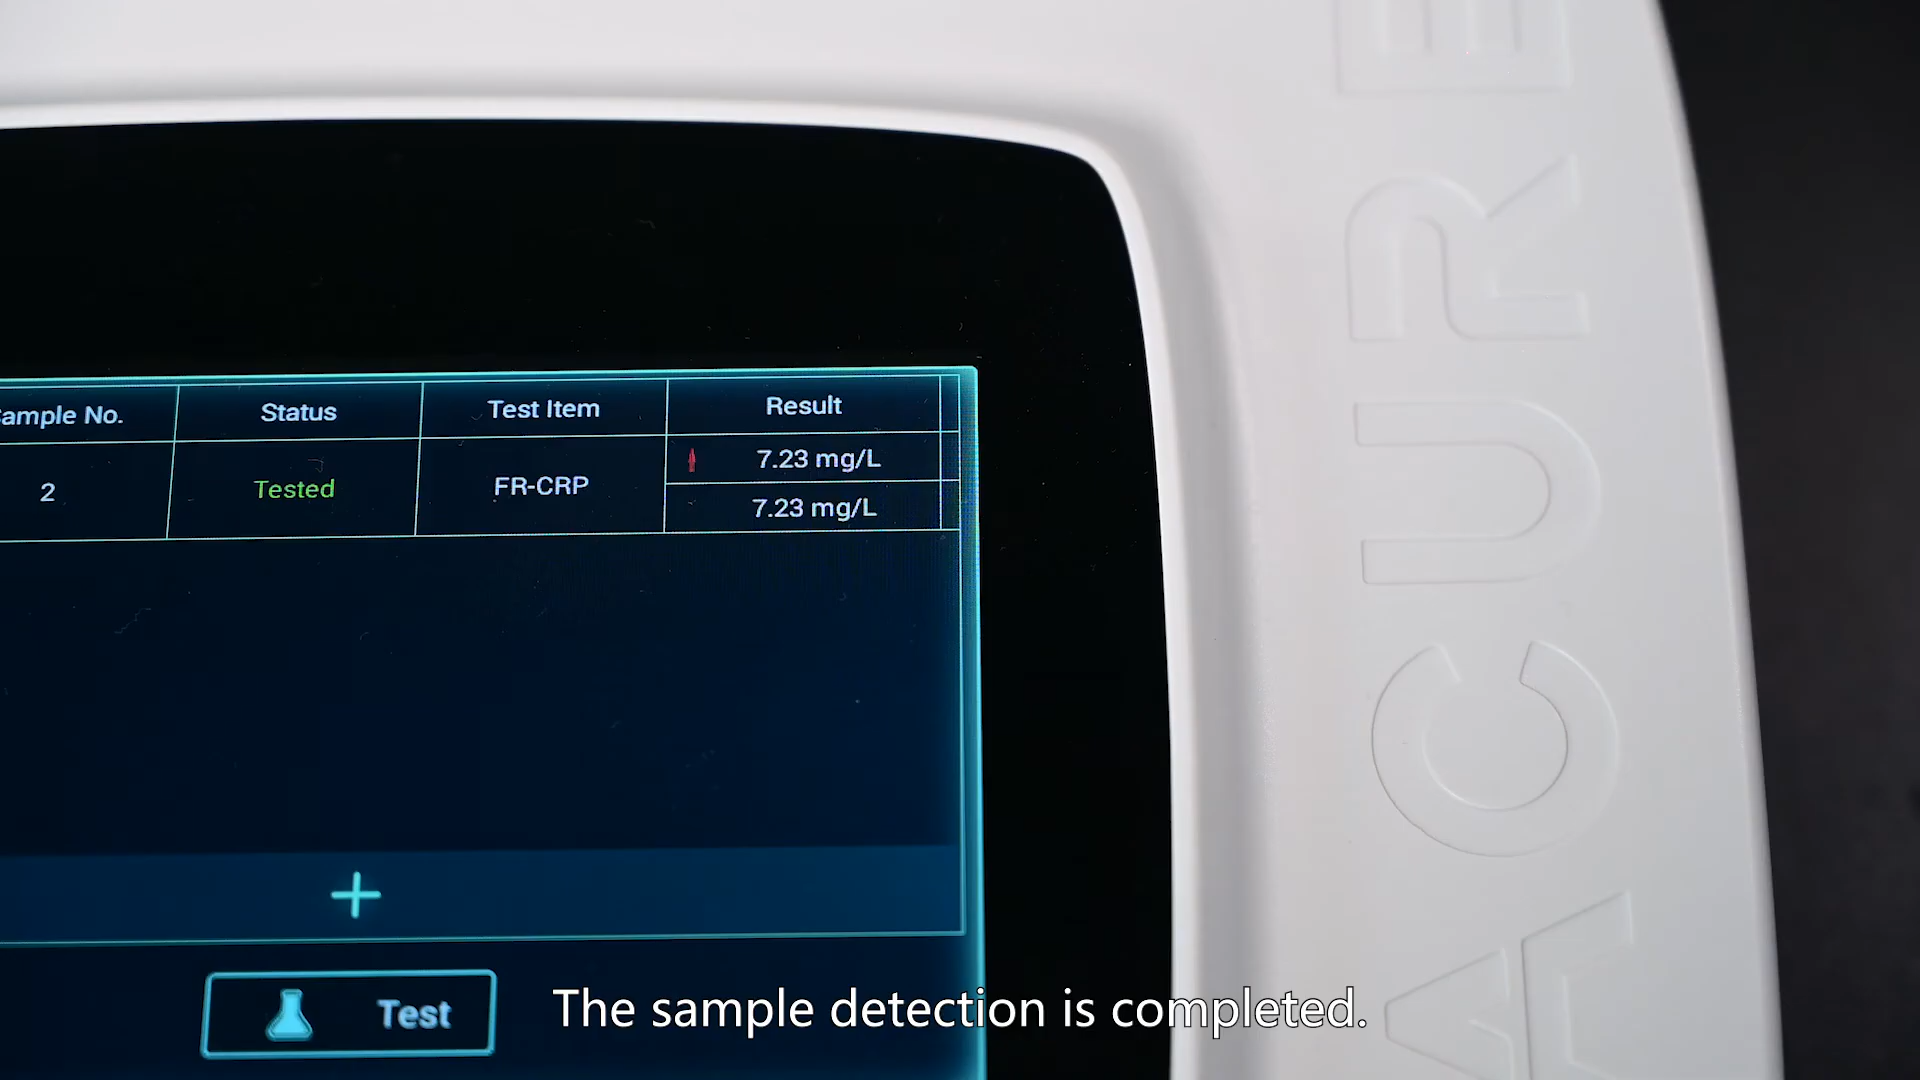 ample No. Status Test Item Result
2 Tested FR-CRP 7.23 mg/L
7.23 mg/L
+
Test
The sample detection is completed.
ACURE